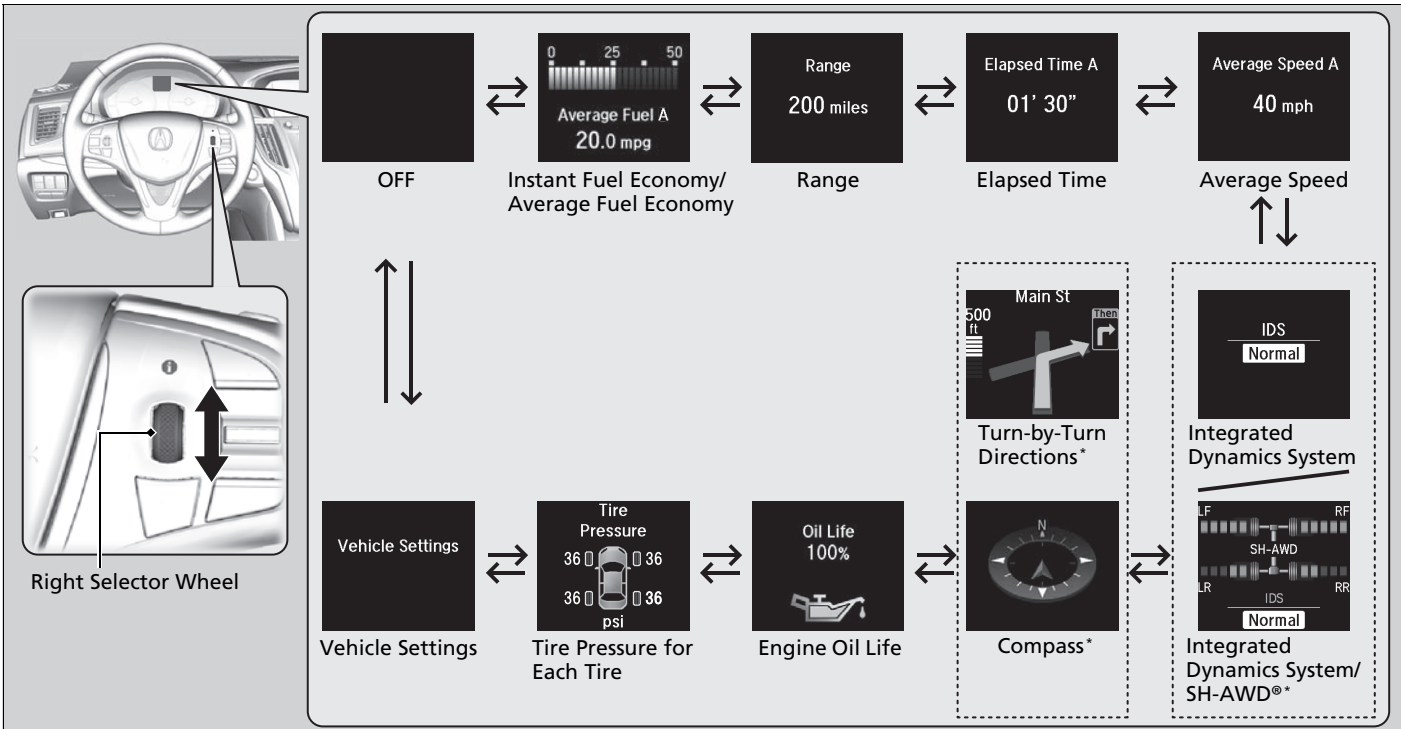 0 25 50
Average Fuel A
20.0 mpg
Range
200 miles
Elapsed Time A
01' 30"
Average Speed A
40 mph
OFF
Instant Fuel Economy/
Average Fuel Economy
Range
Elapsed Time
Average Speed
Main St
500
ft
Then
Turn-by-Turn
Directions*
IDS
Normal
Integrated
Dynamics System
i
Right Selector Wheel
Vehicle Settings
Vehicle Settings
Tire
Pressure
36 36
36 36
psi
Tire Pressure for
Each Tire
Oil Life
100%
Engine Oil Life
N
Compass*
LF RF
SH-AWD
LR RR
IDS
Normal
Integrated
Dynamics System/
SH-AWD®*